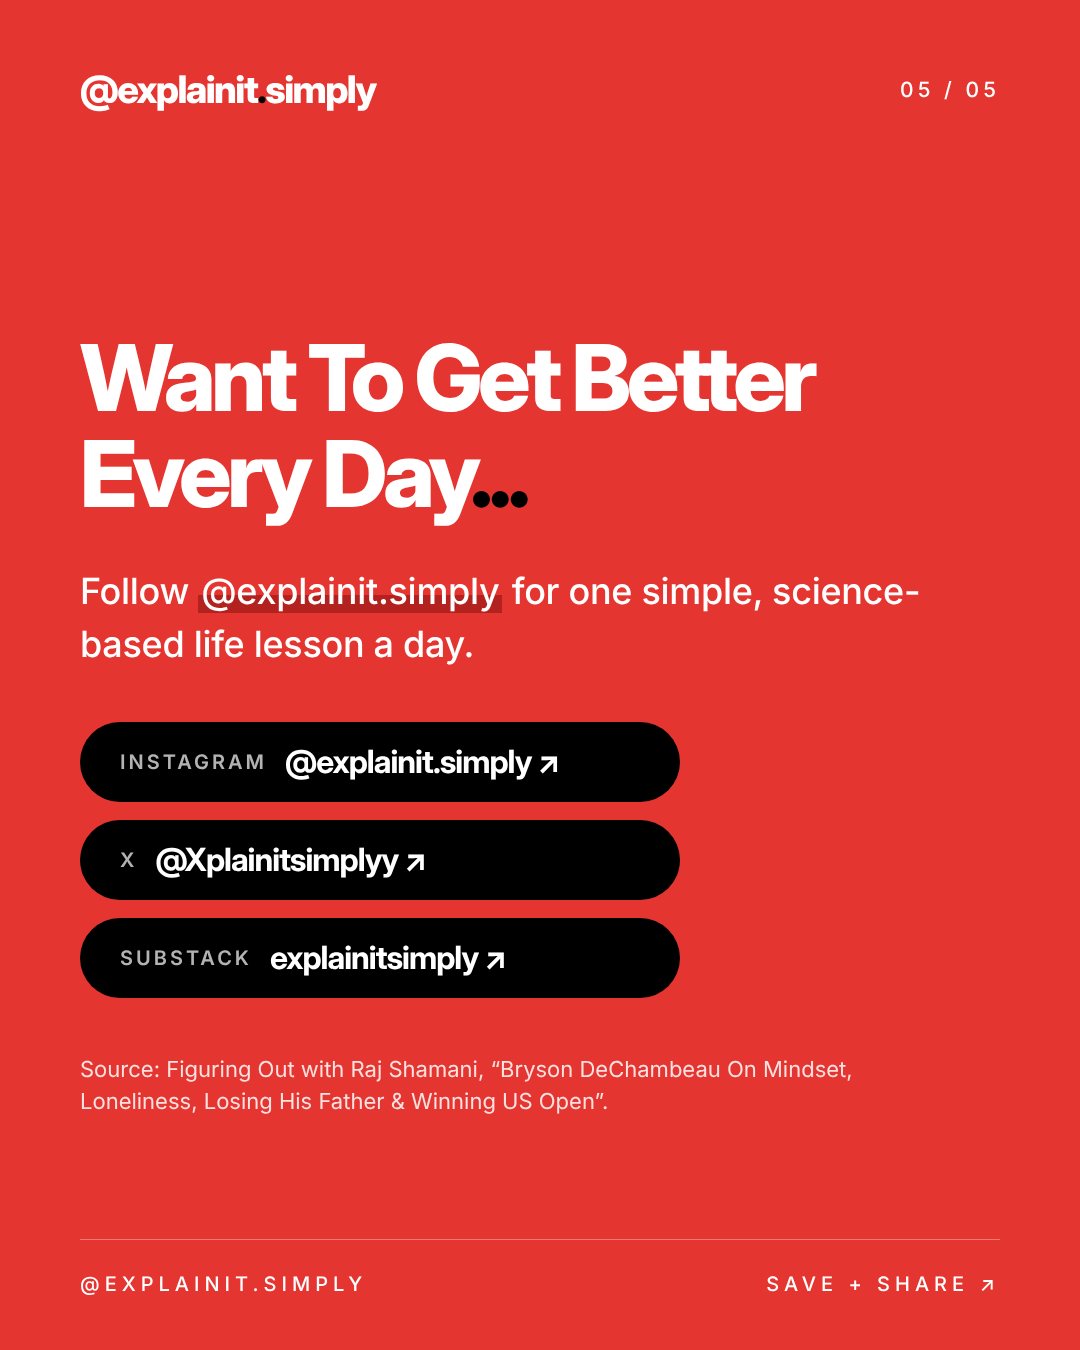 @explainit.simply
05 / 05
Want To Get Better
Every Day...
Follow @explainit.simply for one simple, science-
based life lesson a day.
INSTAGRAM @explainit.simply ↗
X @Xplainitsimplyy ↗
SUBSTACK explainitsimply ↗
Source: Figuring Out with Raj Shamani, “Bryson DeChambeau On Mindset,
Loneliness, Losing His Father & Winning US Open”.
@EXPLAINIT.SIMPLY
SAVE + SHARE ↗